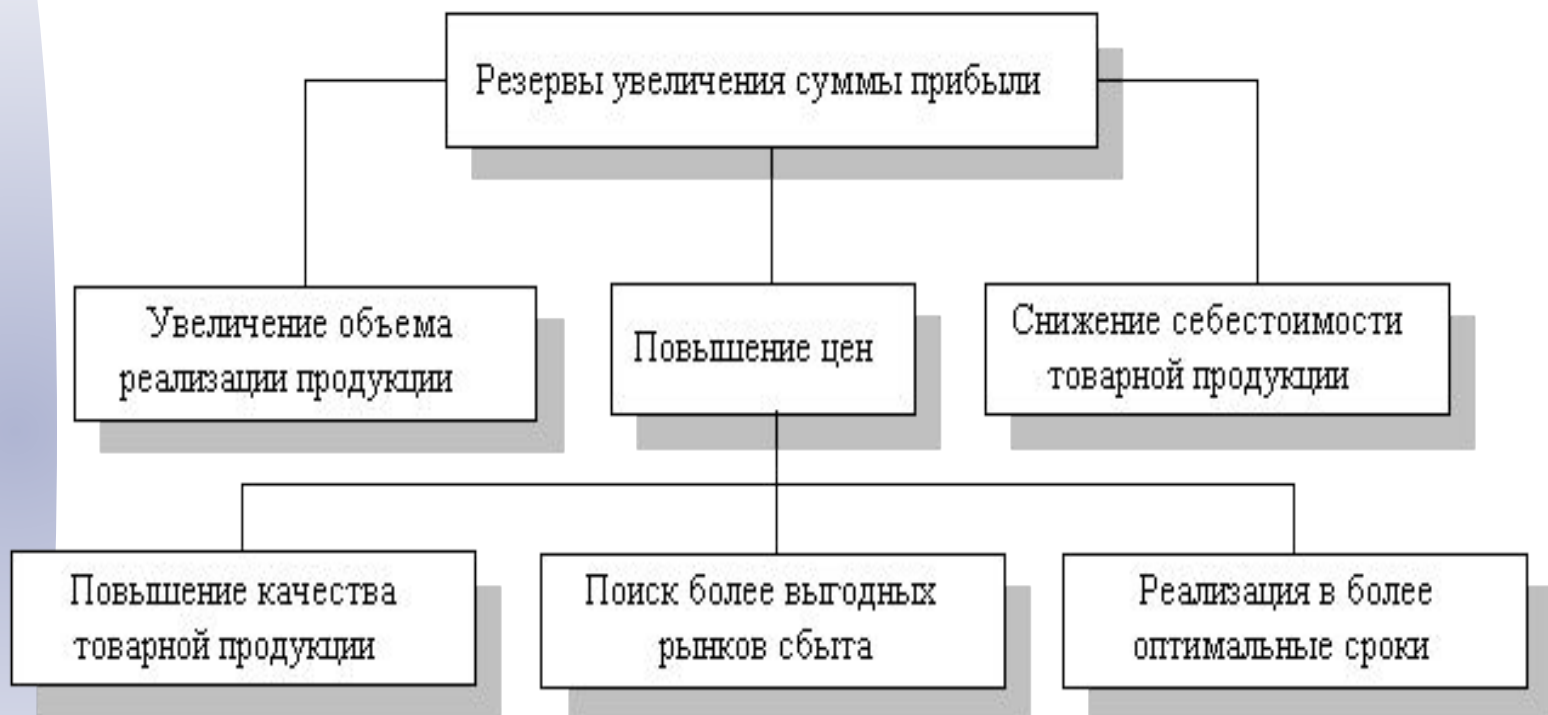 Резервы увеличения суммы прибыли
Увеличение объема
реализации продукции
Повышение цен
Снижение себестоимости
товарной продукции
Повышение качества
товарной продукции
Поиск более выгодных
рынков сбыта
Реализация в более
оптимальные сроки